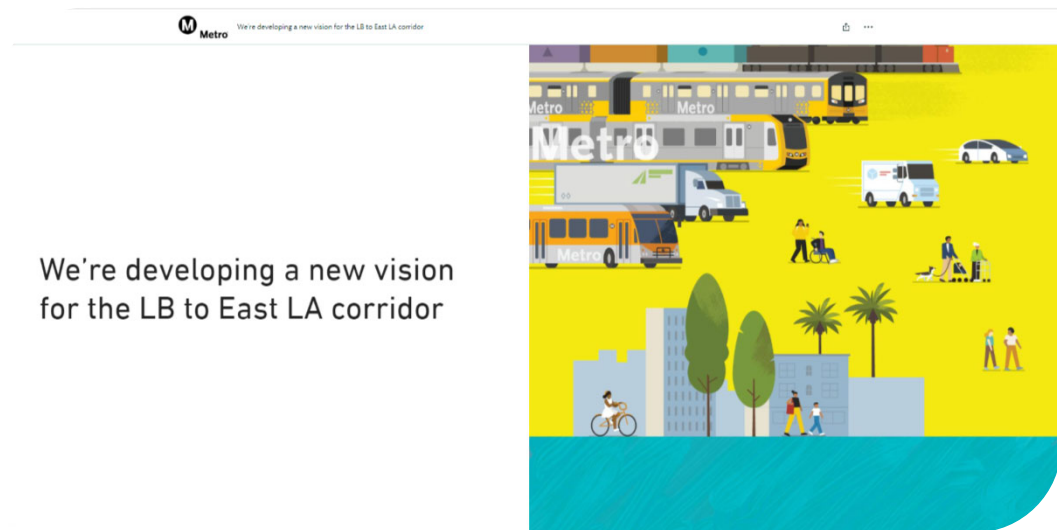 M
Metro
We're developing a new vision for the LB to East LA corridor
We're developing a new vision
for the LB to East LA corridor
Metro
Metro
Metro
Metro